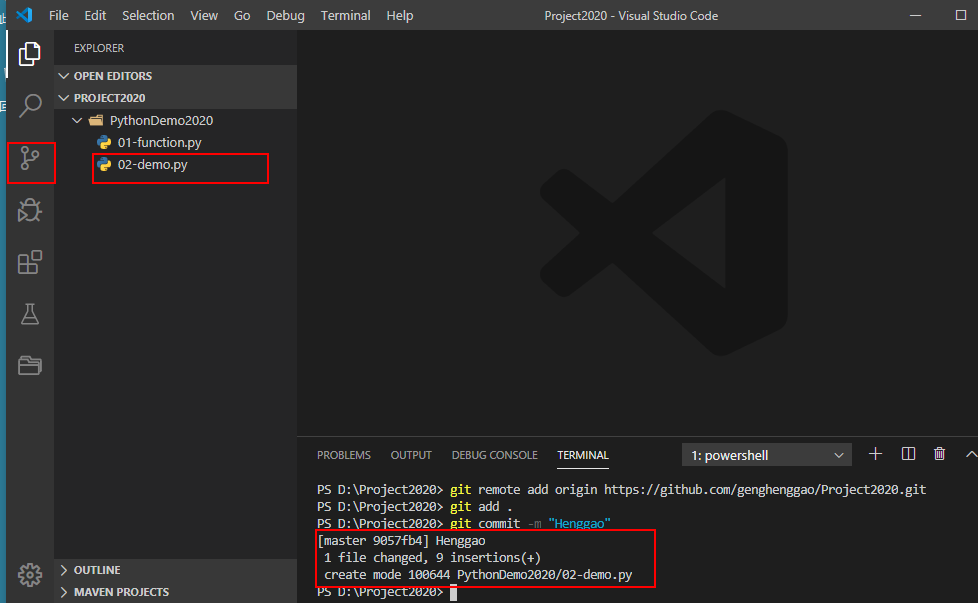 File Edit Selection View Go Debug Terminal Help Project2020 - Visual Studio Code
EXPLORER
OPEN EDITORS
PROJECT2020
PythonDemo2020
01-function.py
02-demo.py
PROBLEMS OUTPUT DEBUG CONSOLE TERMINAL 1: powershell
PS D:\Project2020> git remote add origin https://github.com/genghenggao/Project2020.git
PS D:\Project2020> git add .
PS D:\Project2020> git commit -m "Henggao"
[master 9057fb4] Henggao
1 file changed, 9 insertions(+)
create mode 100644 PythonDemo2020/02-demo.py
PS D:\Project2020>
OUTLINE
MAVEN PROJECTS